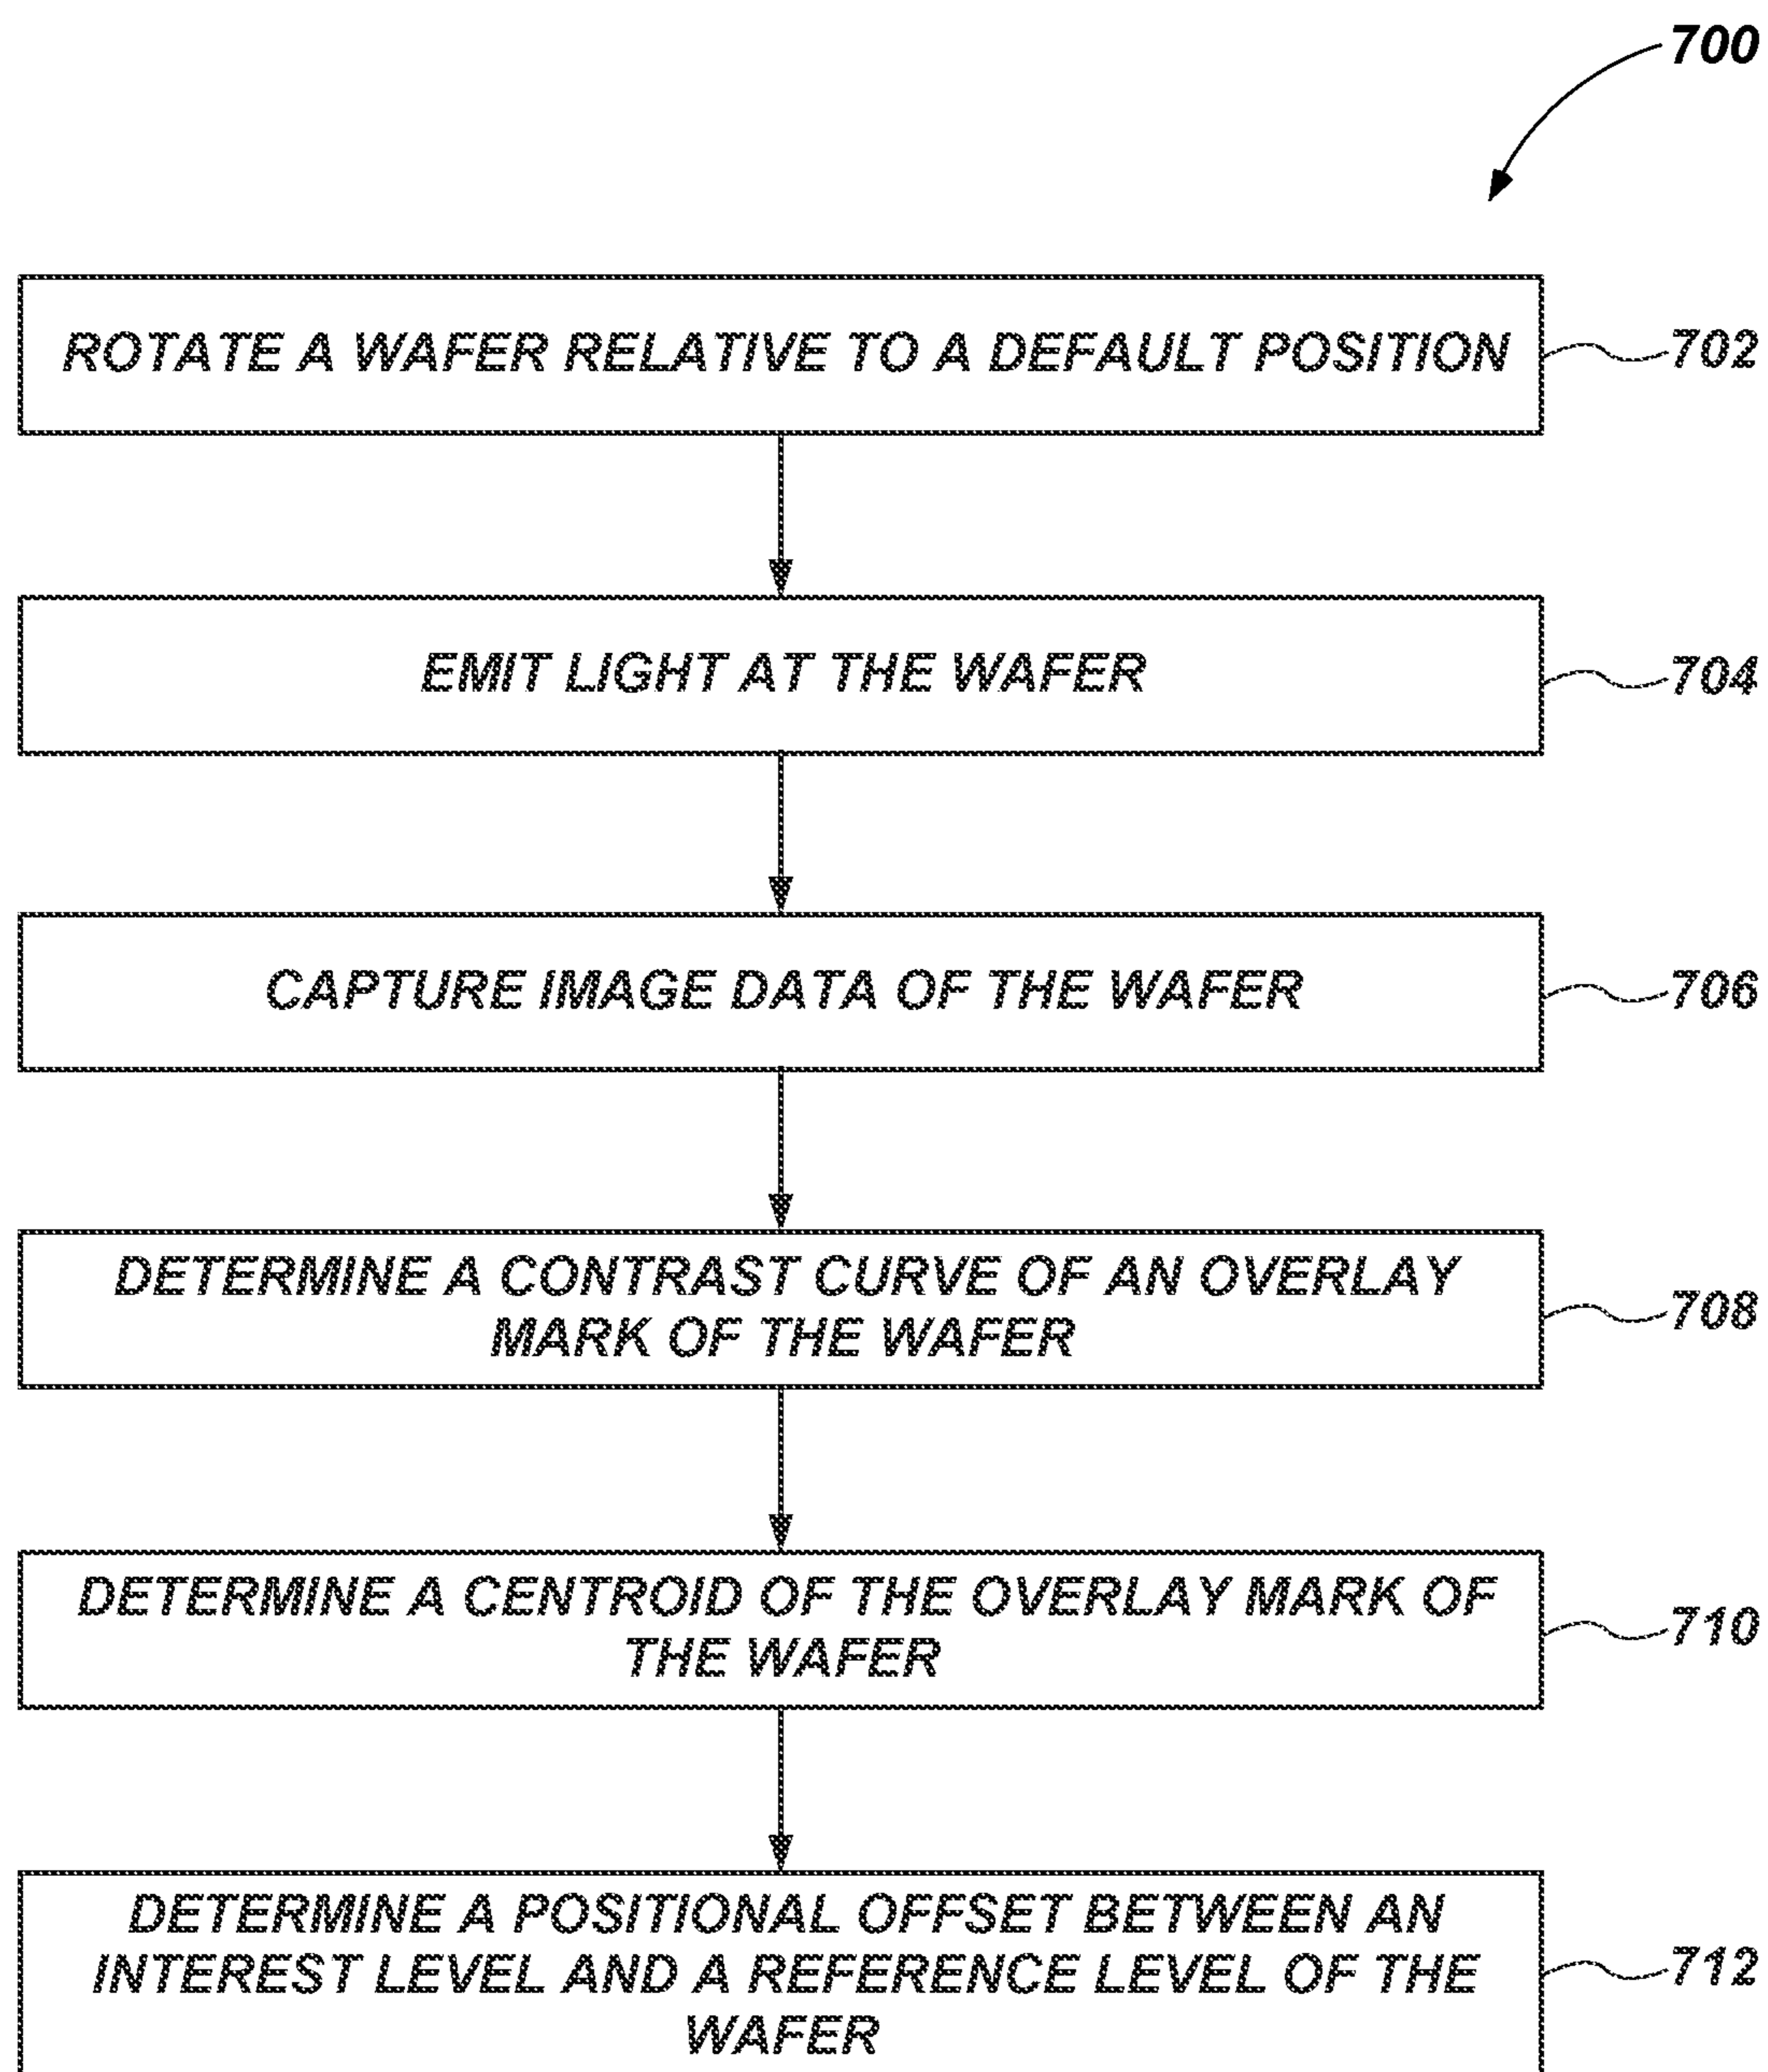 700
ROTATE A WAFER RELATIVE TO A DEFAULT POSITION
702
EMIT LIGHT AT THE WAFER
704
CAPTURE IMAGE DATA OF THE WAFER
706
DETERMINE A CONTRAST CURVE OF AN OVERLAY
MARK OF THE WAFER
708
DETERMINE A CENTROID OF THE OVERLAY MARK OF
THE WAFER
710
DETERMINE A POSITIONAL OFFSET BETWEEN AN
INTEREST LEVEL AND A REFERENCE LEVEL OF THE
WAFER
712